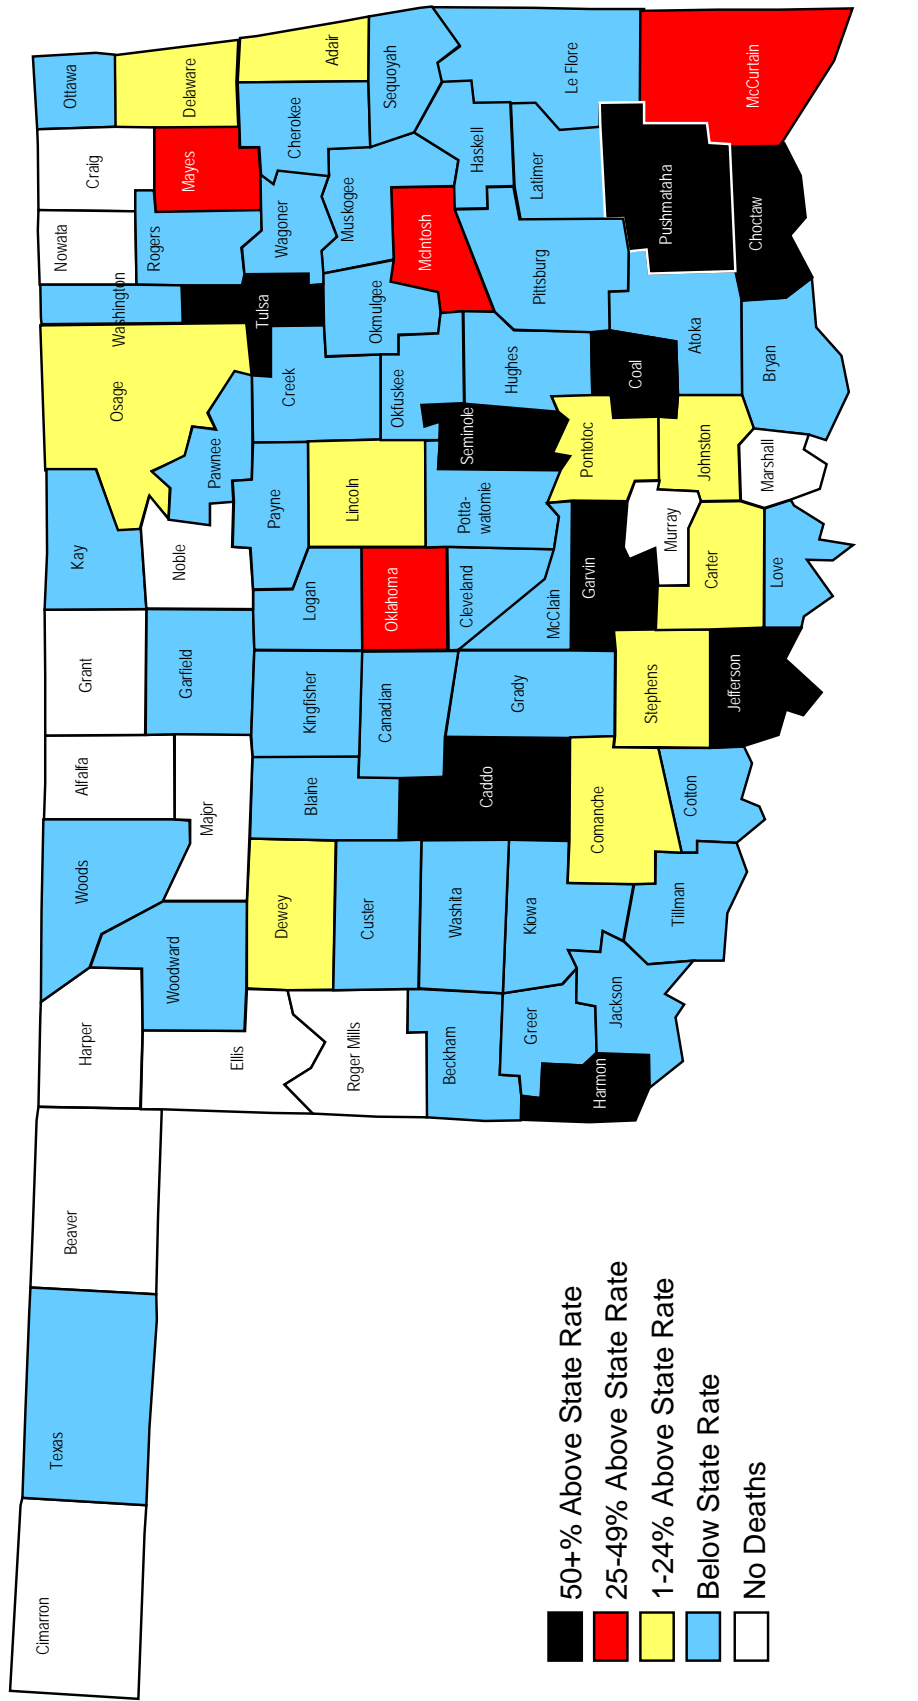 Cimarron
Texas
Beaver
Harper
Woods
Alfalfa
Grant
Kay
Osage
Washington
Nowata
Craig
Ottawa
Ellis
Woodward
Major
Garfield
Noble
Pawnee
Rogers
Mayes
Delaware
Roger Mills
Dewey
Blaine
Kingfisher
Logan
Payne
Creek
Tulsa
Wagoner
Cherokee
Adair
Beckham
Custer
Washita
Canadian
Oklahoma
Lincoln
Okfuskee
Okmulgee
Muskogee
McIntosh
Sequoyah
Greer
Kiowa
Caddo
Grady
Cleveland
McClain
Potta-
watomie
Seminole
Hughes
Pittsburg
Haskell
Latimer
Le Flore
Harmon
Jackson
Tillman
Comanche
Cotton
Stephens
Jefferson
Garvin
Murray
Carter
Love
Pontotoc
Johnston
Marshall
Coal
Atoka
Bryan
Pushmataha
Choctaw
McCurtain
50+% Above State Rate
25-49% Above State Rate
1-24% Above State Rate
Below State Rate
No Deaths